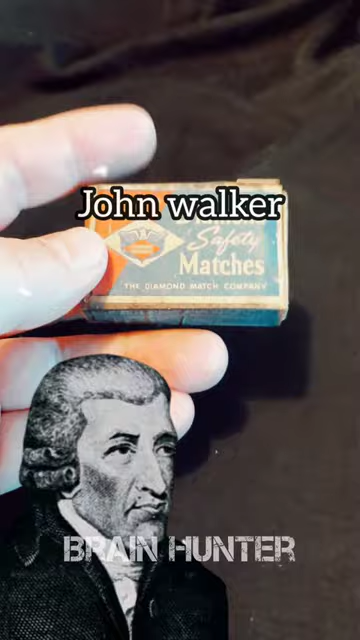 John walker
Safety
Matches
THE DIAMOND MATCH COMPANY
BRAIN HUNTER